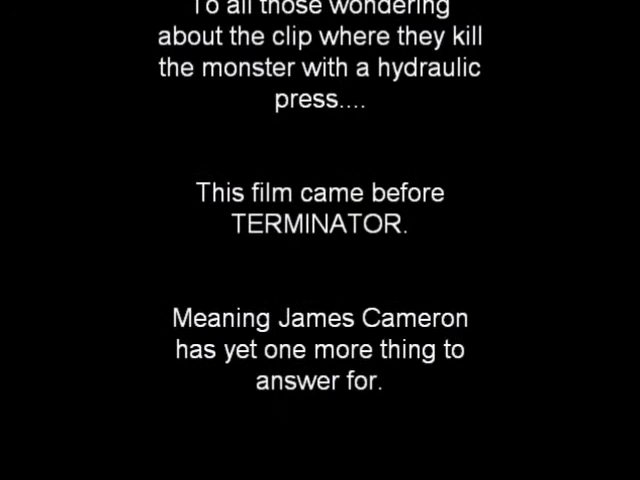 To all those wondering
about the clip where they kill
the monster with a hydraulic
press....
This film came before
TERMINATOR.
Meaning James Cameron
has yet one more thing to
answer for.